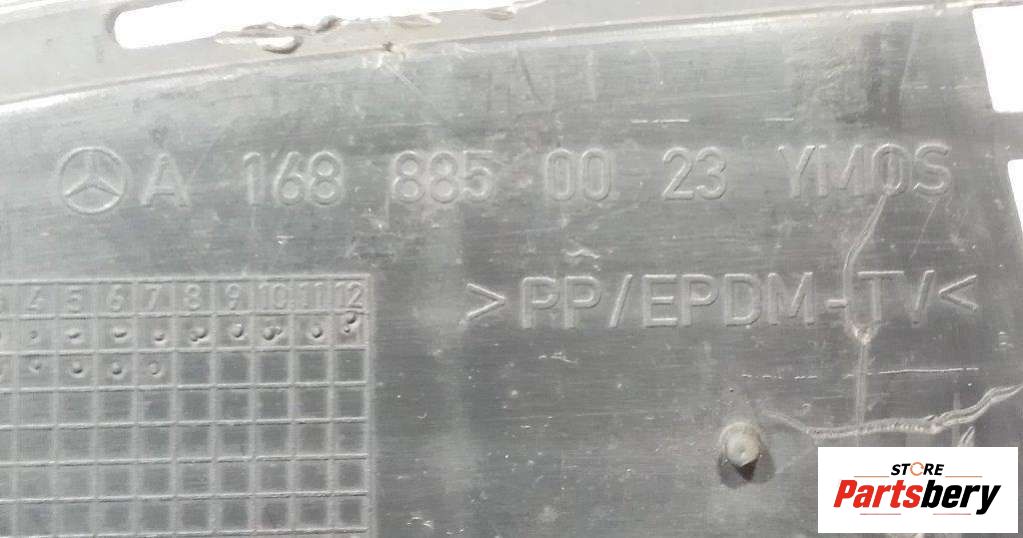 A 168 885 00 23 YMOS
>PP/EPDM-TV<
4 5 6 7 8 9 10 11 12
STORE
Partsbery